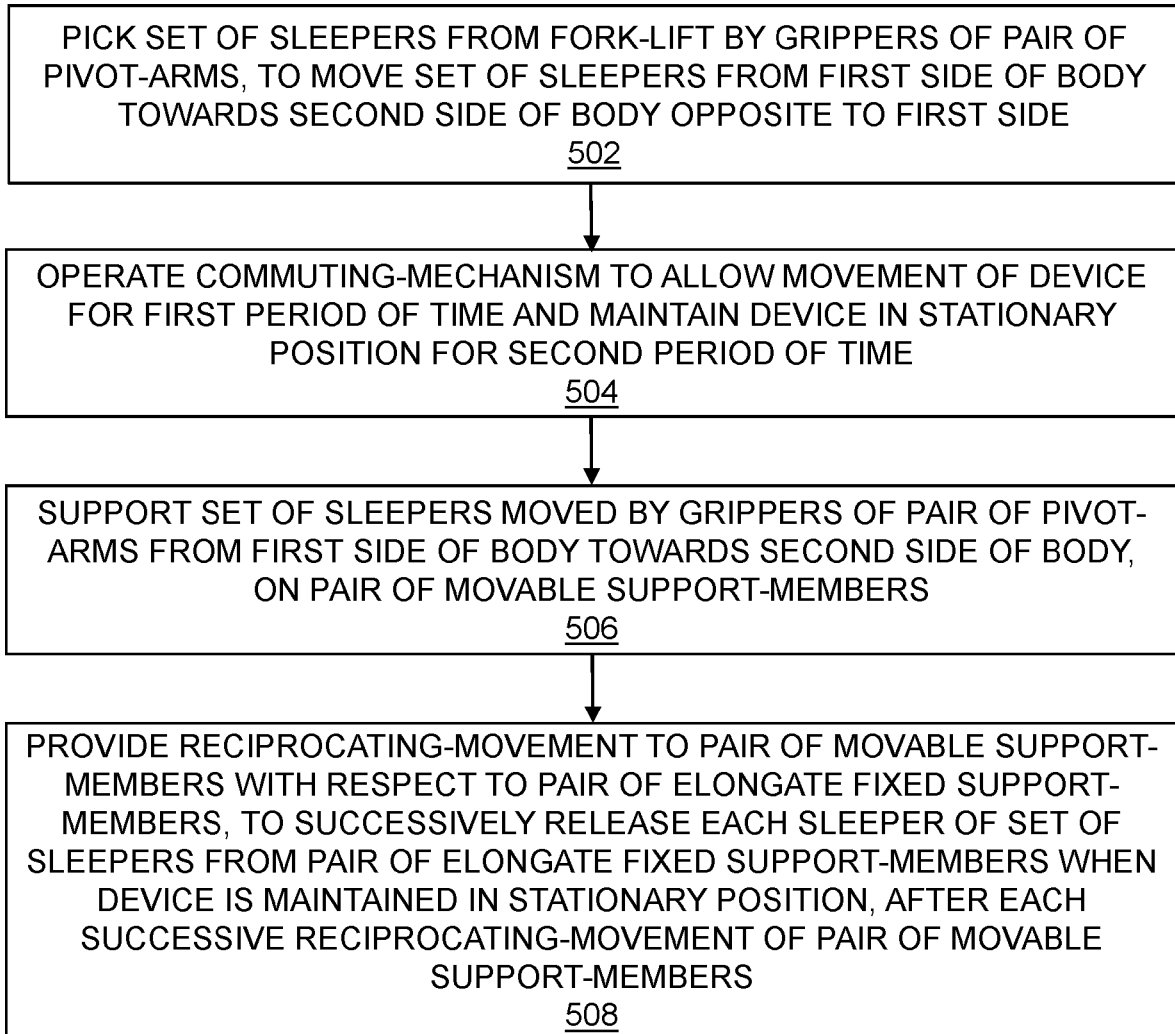 PICK SET OF SLEEPERS FROM FORK-LIFT BY GRIPPERS OF PAIR OF
PIVOT-ARMS, TO MOVE SET OF SLEEPERS FROM FIRST SIDE OF BODY
TOWARDS SECOND SIDE OF BODY OPPOSITE TO FIRST SIDE
502
OPERATE COMMUTING-MECHANISM TO ALLOW MOVEMENT OF DEVICE
FOR FIRST PERIOD OF TIME AND MAINTAIN DEVICE IN STATIONARY
POSITION FOR SECOND PERIOD OF TIME
504
SUPPORT SET OF SLEEPERS MOVED BY GRIPPERS OF PAIR OF PIVOT-
ARMS FROM FIRST SIDE OF BODY TOWARDS SECOND SIDE OF BODY,
ON PAIR OF MOVABLE SUPPORT-MEMBERS
506
PROVIDE RECIPROCATING-MOVEMENT TO PAIR OF MOVABLE SUPPORT-
MEMBERS WITH RESPECT TO PAIR OF ELONGATE FIXED SUPPORT-
MEMBERS, TO SUCCESSIVELY RELEASE EACH SLEEPER OF SET OF
SLEEPERS FROM PAIR OF ELONGATE FIXED SUPPORT-MEMBERS WHEN
DEVICE IS MAINTAINED IN STATIONARY POSITION, AFTER EACH
SUCCESSIVE RECIPROCATING-MOVEMENT OF PAIR OF MOVABLE
SUPPORT-MEMBERS
508